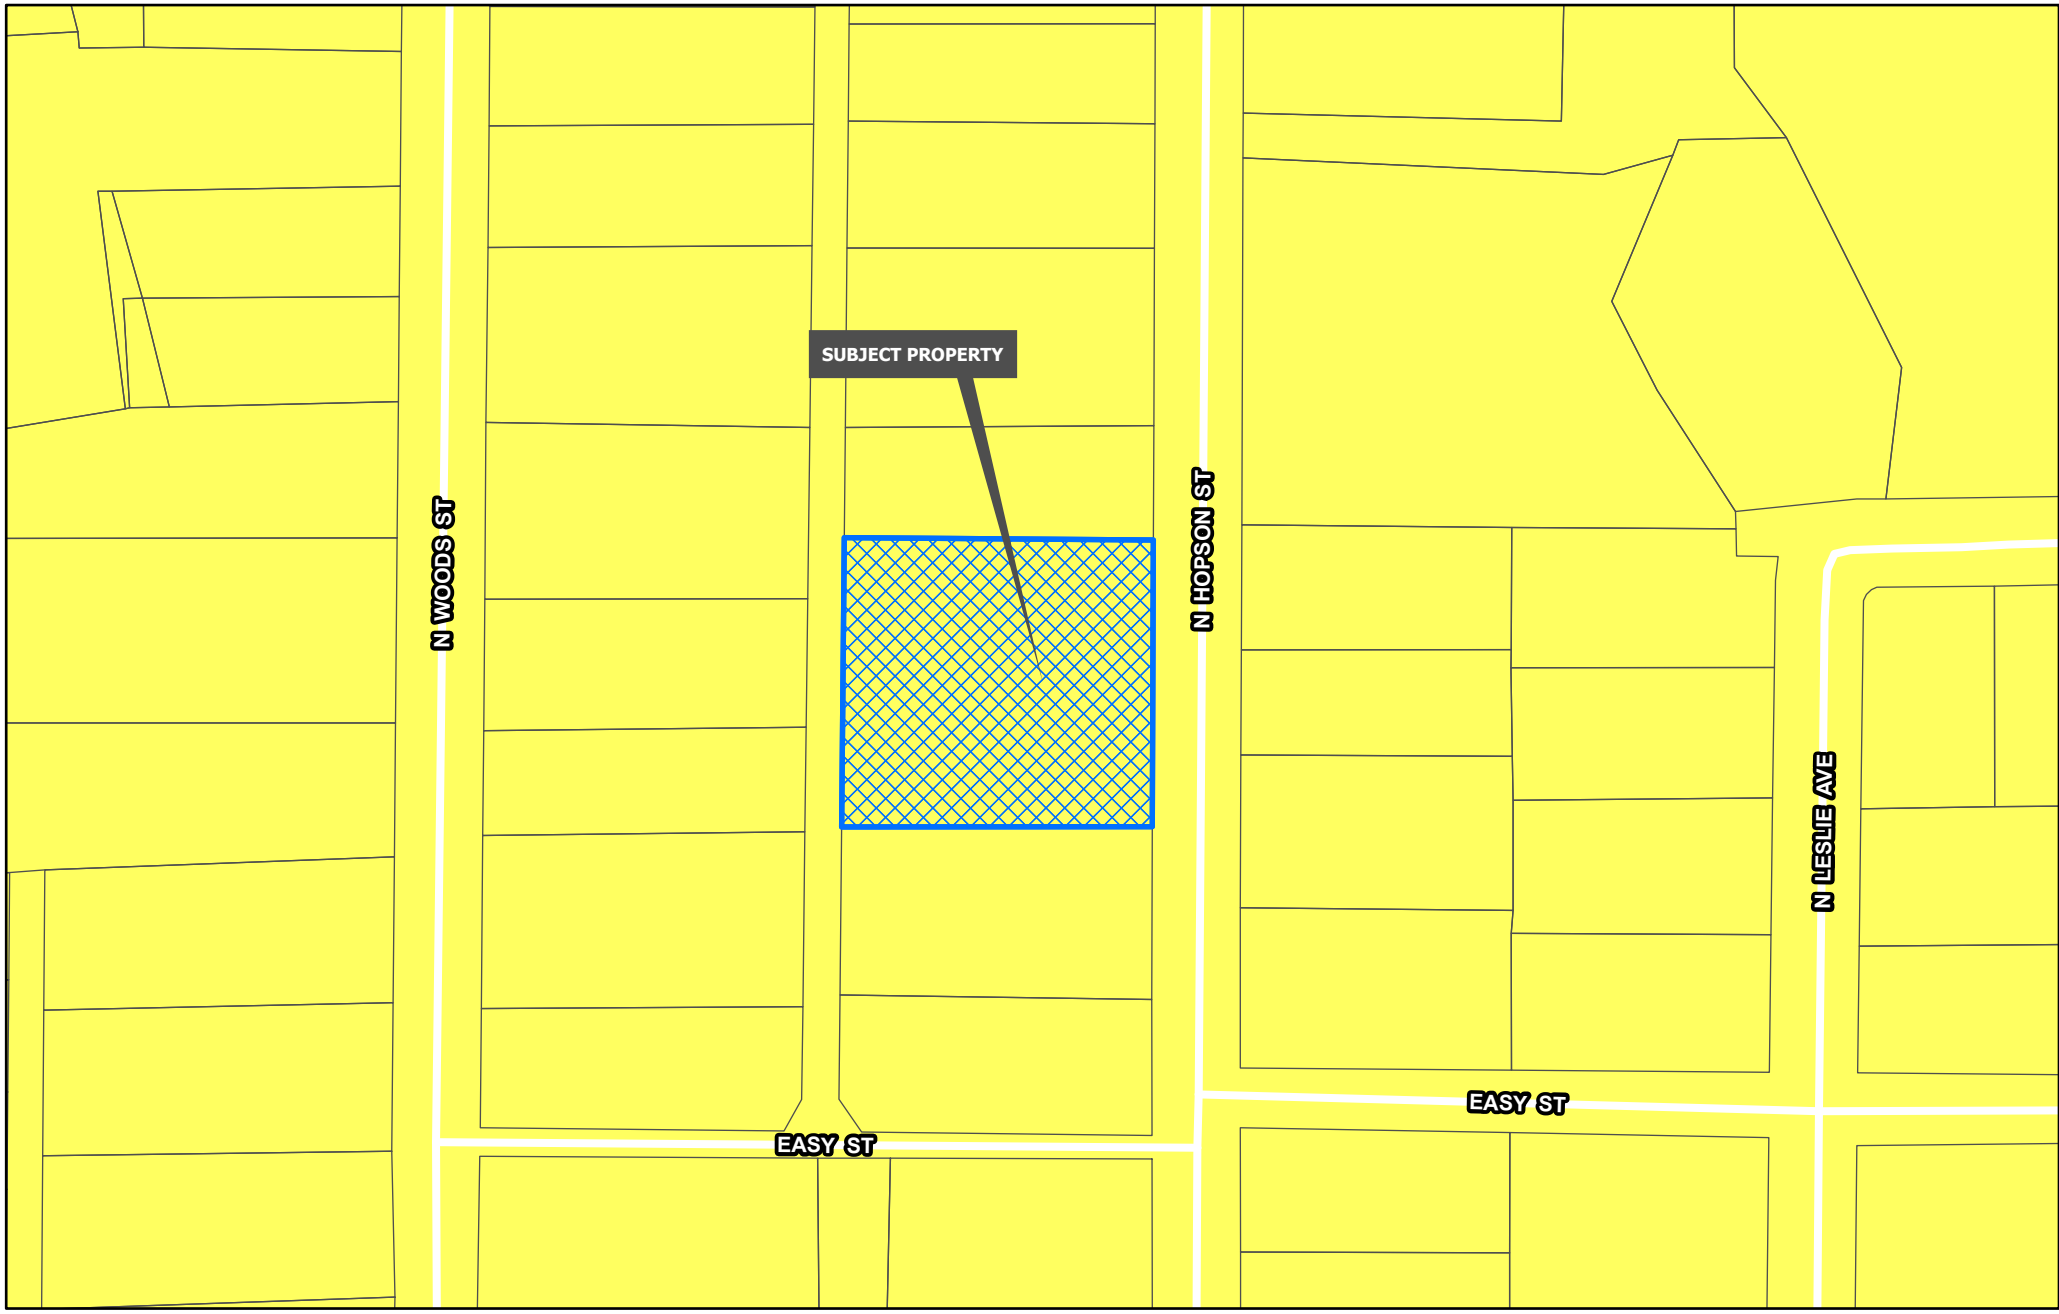 SUBJECT PROPERTY
N WOODS ST
N HOPSON ST
N LESLIE AVE
EASY ST
EASY ST